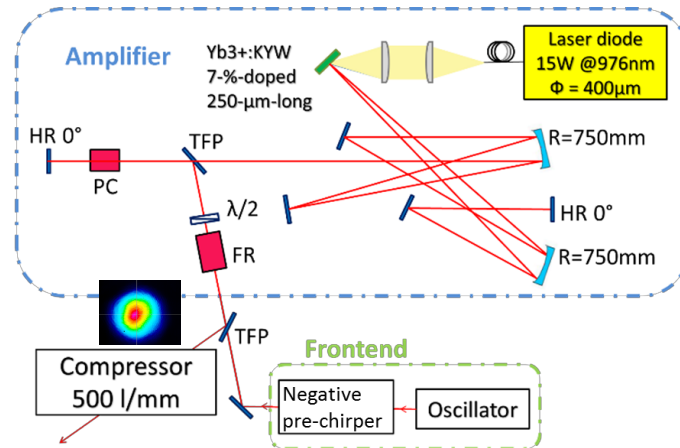 Amplifier
Yb3+:KYW
7-%-doped
250-µm-long
Laser diode
15W @976nm
Φ = 400µm
HR 0°
PC
TFP
R=750mm
λ/2
FR
HR 0°
R=750mm
TFP
Compressor
500 l/mm
Frontend
Negative
pre-chirper
Oscillator